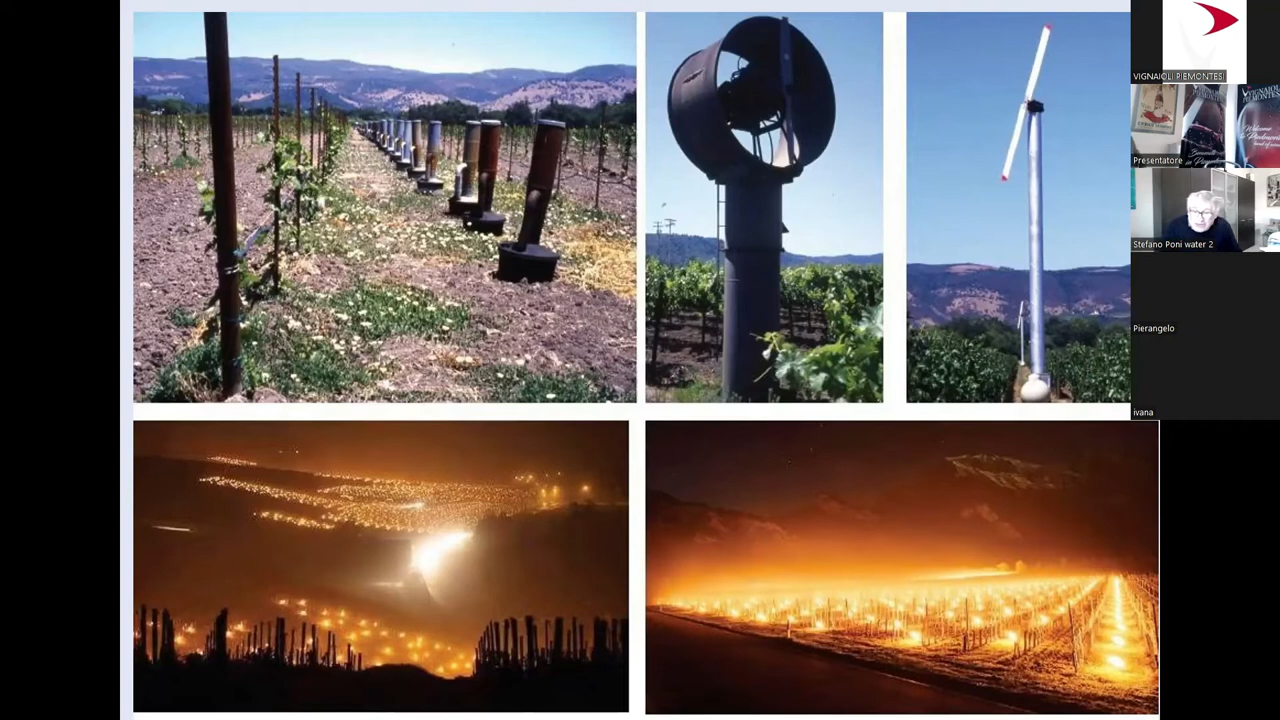 VIGNAIOLI PIEMONTESI
Presentatore
Stefano Poni water 2
Pierangelo
ivana